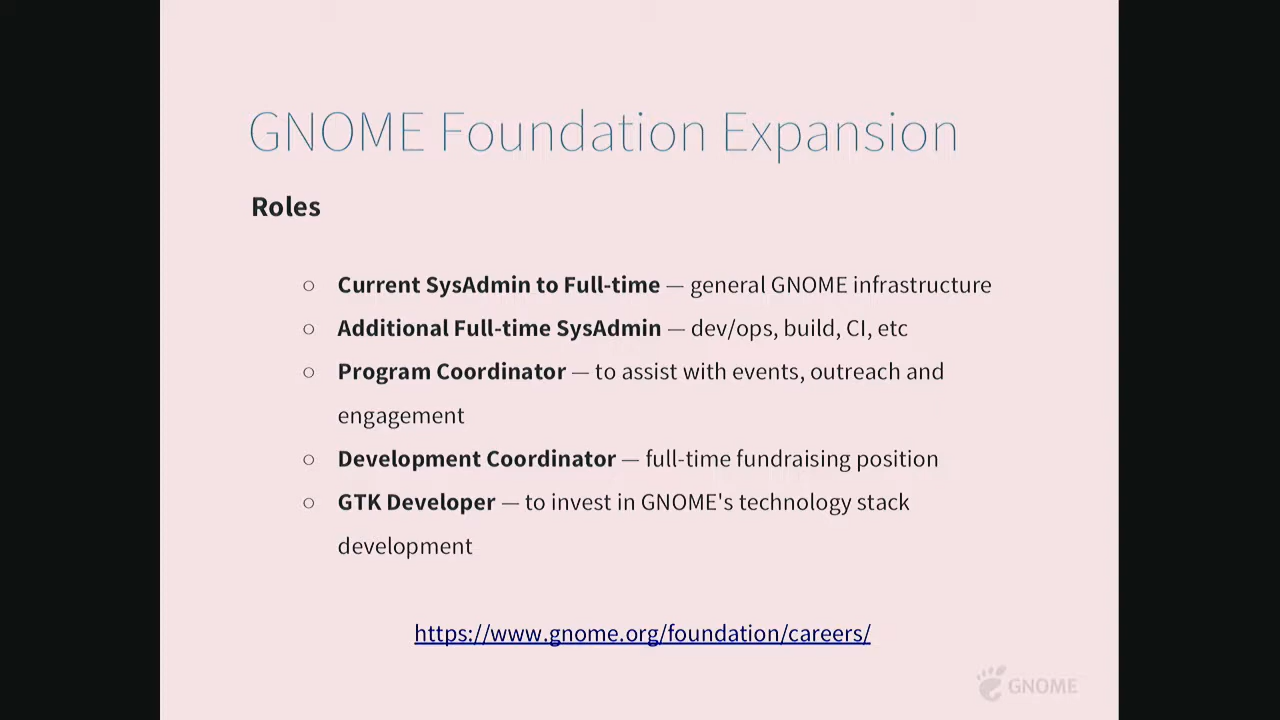 GNOME Foundation Expansion
Roles
○ Current SysAdmin to Full-time — general GNOME infrastructure
○ Additional Full-time SysAdmin — dev/ops, build, CI, etc
○ Program Coordinator — to assist with events, outreach and
engagement
○ Development Coordinator — full-time fundraising position
○ GTK Developer — to invest in GNOME's technology stack
development
https://www.gnome.org/foundation/careers/
GNOME